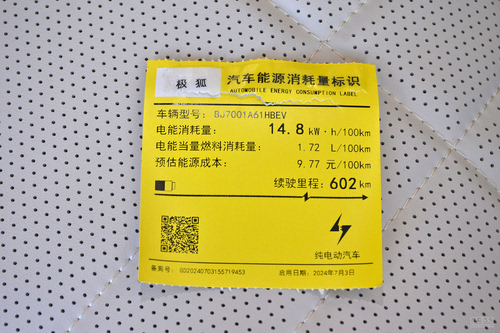 极狐
汽车能源消耗量标识
AUTOMOBILE ENERGY CONSUMPTION LABEL
车辆型号: BJ7001A61HBEV
电能消耗量: 14.8 kW·h/100km
电能当量燃料消耗量: 1.72 L/100km
预估能源成本: 9.77 元/100km
续驶里程: 602 km
纯电动汽车
备案号: GD20240703155719453
启用日期: 2024年7月3日